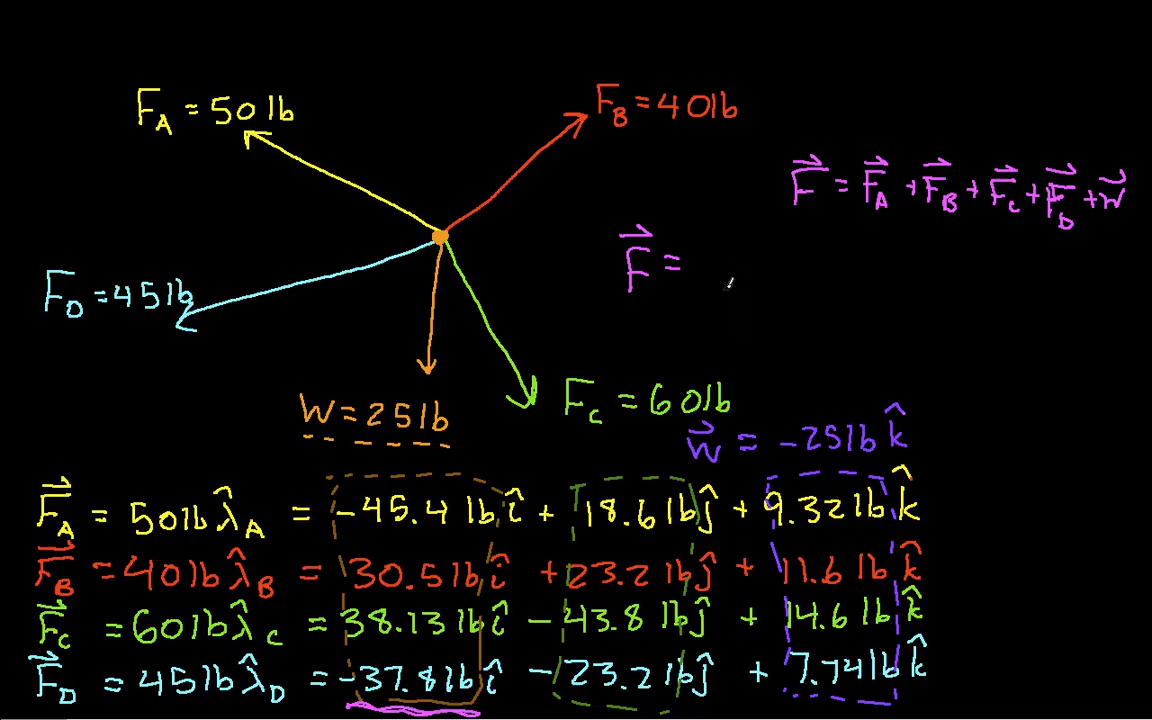 F_A = 50 lb
F_B = 40 lb
F⃗ = F⃗_A + F⃗_B + F⃗_C + F⃗_D + W⃗
F⃗ =
F_D = 45 lb
W = 25 lb
F_C = 60 lb
W⃗ = -25 lb k̂
F⃗_A = 50 lb λ̂_A = -45.4 lb î + 18.6 lb ĵ + 9.32 lb k̂
F⃗_B = 40 lb λ̂_B = 30.5 lb î + 23.2 lb ĵ + 11.6 lb k̂
F⃗_C = 60 lb λ̂_C = 38.13 lb î - 43.8 lb ĵ + 14.6 lb k̂
F⃗_D = 45 lb λ̂_D = -37.8 lb î - 23.2 lb ĵ + 7.74 lb k̂